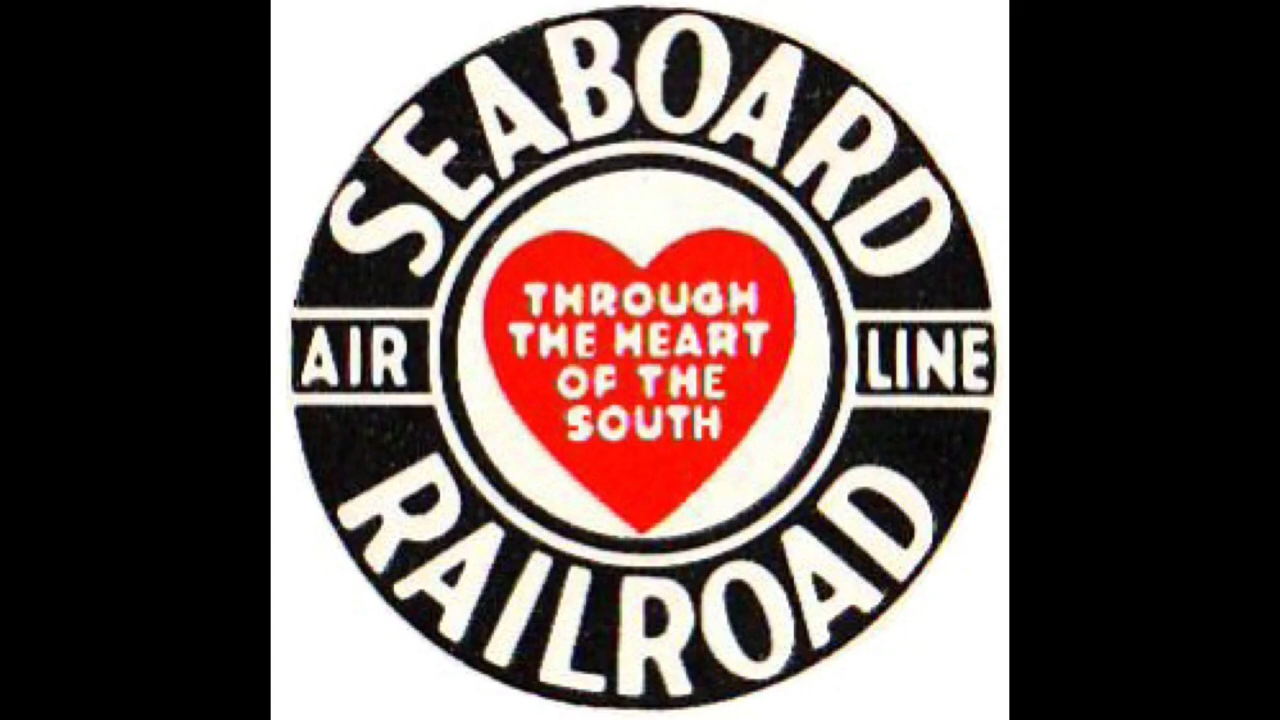 SEABOARD
AIR LINE
THROUGH
THE HEART
OF THE
SOUTH
RAILROAD